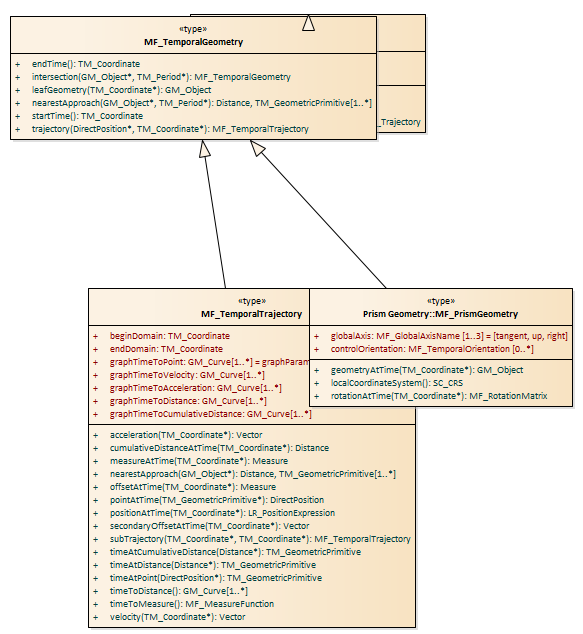 «type»
MF_TemporalGeometry
+ endTime(): TM_Coordinate
+ intersection(GM_Object*, TM_Period*): MF_TemporalGeometry
+ leafGeometry(TM_Coordinate*): GM_Object
+ nearestApproach(GM_Object*, TM_Period*): Distance, TM_GeometricPrimitive[1..*]
+ startTime(): TM_Coordinate
+ trajectory(DirectPosition*, TM_Coordinate*): MF_TemporalTrajectory
_Trajectory
«type»
MF_TemporalTrajectory
+ beginDomain: TM_Coordinate
+ endDomain: TM_Coordinate
+ graphTimeToPoint: GM_Curve[1..*] = graphParam
+ graphTimeToVelocity: GM_Curve[1..*]
+ graphTimeToAcceleration: GM_Curve[1..*]
+ graphTimeToDistance: GM_Curve[1..*]
+ graphTimeToCumulativeDistance: GM_Curve[1..*]
+ acceleration(TM_Coordinate*): Vector
+ cumulativeDistanceAtTime(TM_Coordinate*): Distance
+ measureAtTime(TM_Coordinate*): Measure
+ nearestApproach(GM_Object*): Distance, TM_GeometricPrimitive[1..*]
+ offsetAtTime(TM_Coordinate*): Measure
+ pointAtTime(TM_GeometricPrimitive*): DirectPosition
+ positionAtTime(TM_Coordinate*): LR_PositionExpression
+ secondaryOffsetAtTime(TM_Coordinate*): Vector
+ subTrajectory(TM_Coordinate*, TM_Coordinate*): MF_TemporalTrajectory
+ timeAtCumulativeDistance(Distance*): TM_GeometricPrimitive
+ timeAtDistance(Distance*): TM_GeometricPrimitive
+ timeAtPoint(DirectPosition*): TM_GeometricPrimitive
+ timeToDistance(): GM_Curve[1..*]
+ timeToMeasure(): MF_MeasureFunction
+ velocity(TM_Coordinate*): Vector
«type»
Prism Geometry::MF_PrismGeometry
+ globalAxis: MF_GlobalAxisName [1..3] = [tangent, up, right]
+ controlOrientation: MF_TemporalOrientation [0..*]
+ geometryAtTime(TM_Coordinate*): GM_Object
+ localCoordinateSystem(): SC_CRS
+ rotationAtTime(TM_Coordinate*): MF_RotationMatrix